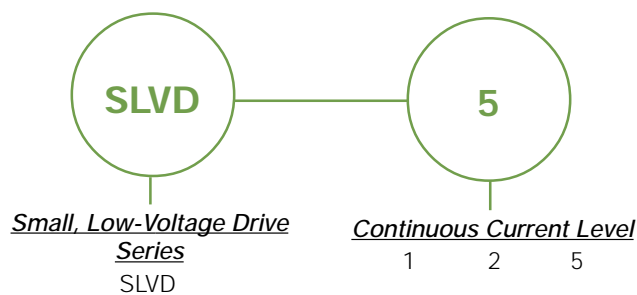 SLVD
5
Small, Low-Voltage Drive
Series
SLVD
Continuous Current Level
1 2 5